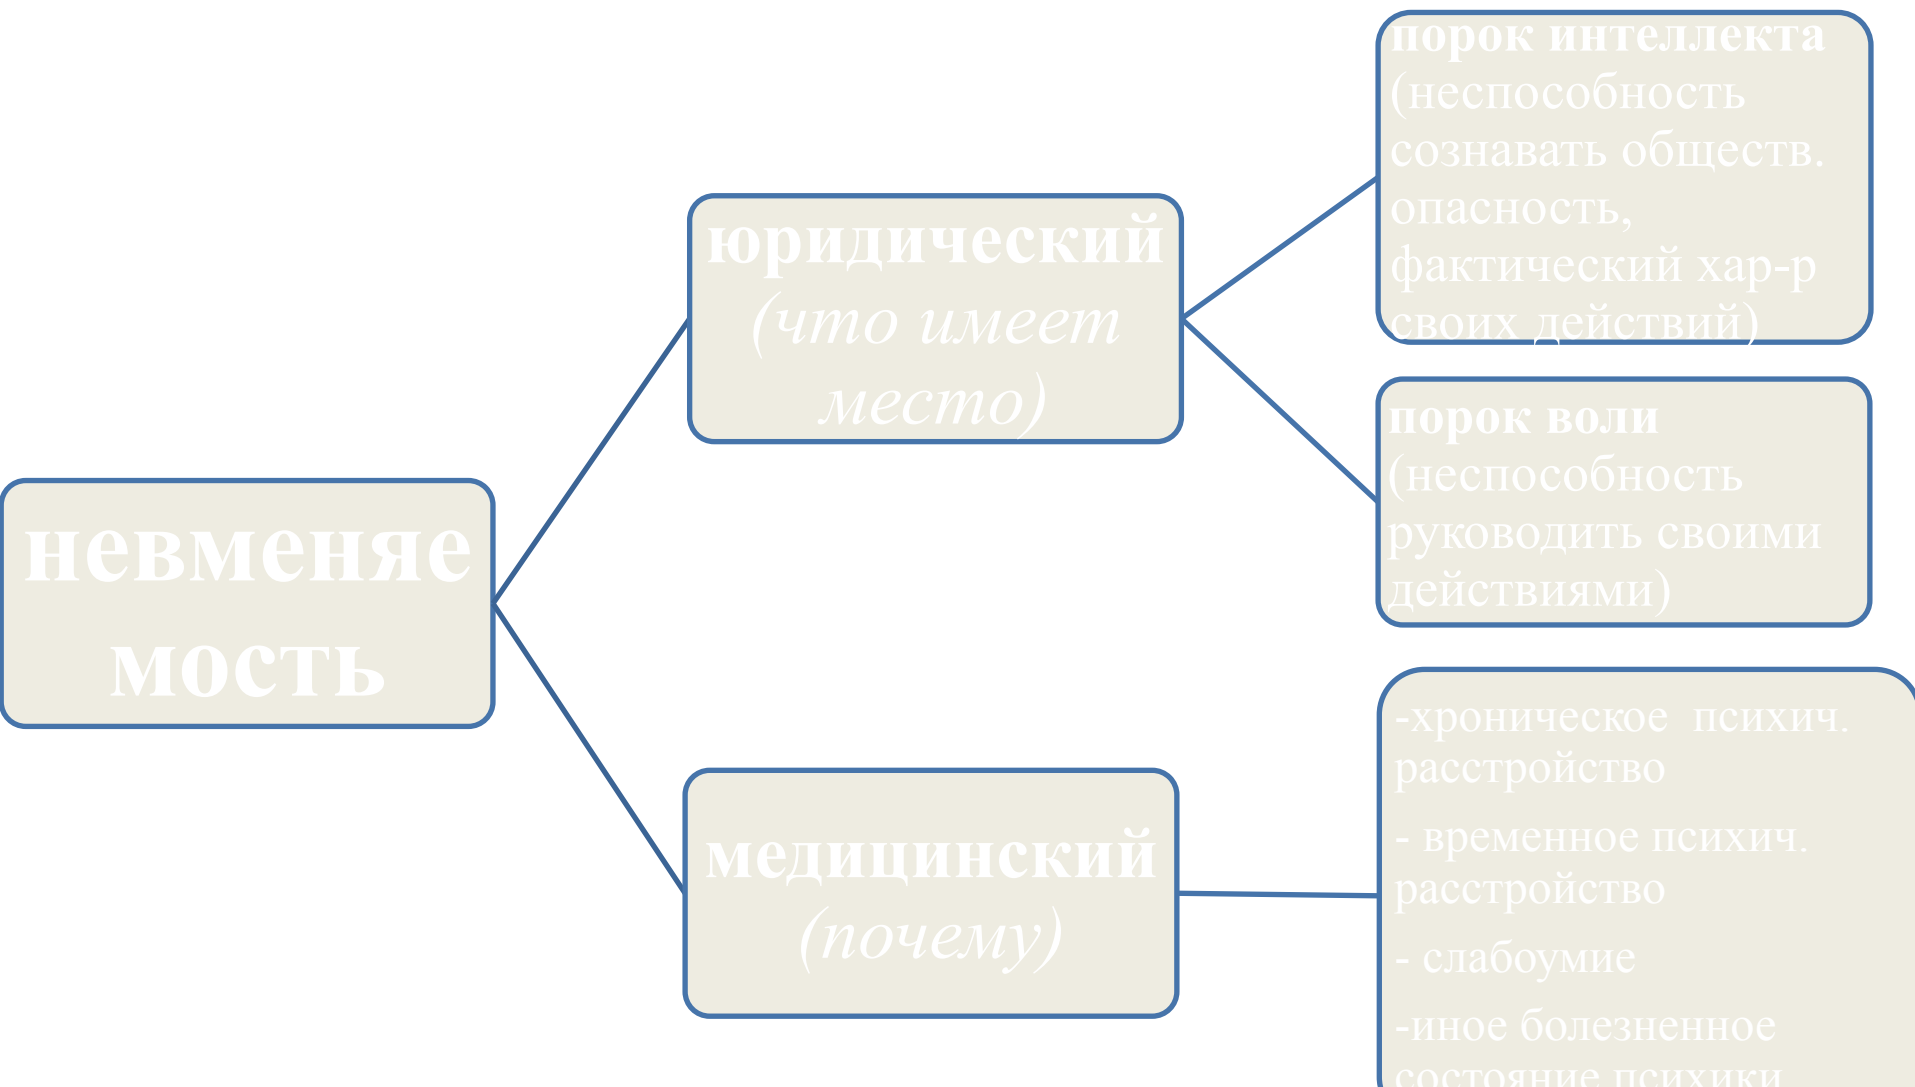 невменяе
мость
юридический
(что имеет
место)
порок интеллекта
(неспособность
сознавать обществ.
опасность,
фактический хар-р
своих действий)
порок воли
(неспособность
руководить своими
действиями)
медицинский
(почему)
-хроническое психич.
расстройство
- временное психич.
расстройство
- слабоумие
-иное болезненное
состояние психики